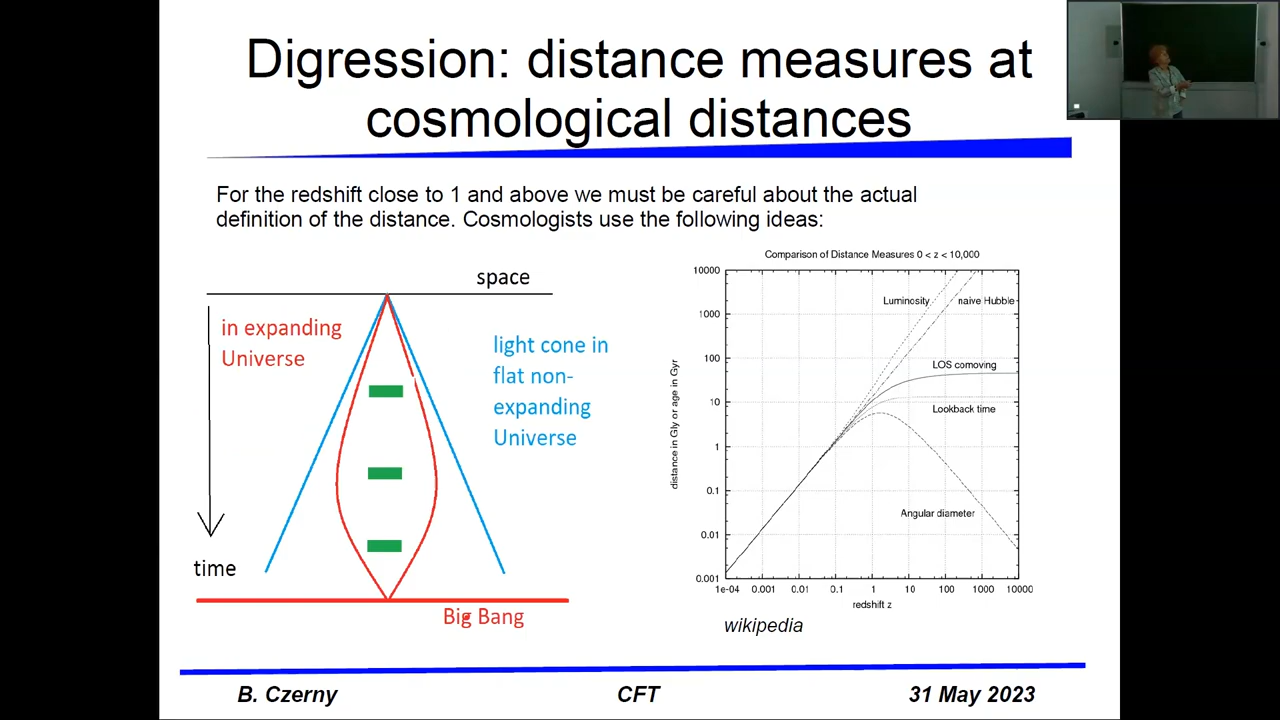 Digression: distance measures at
cosmological distances
For the redshift close to 1 and above we must be careful about the actual
definition of the distance. Cosmologists use the following ideas:
space
in expanding
Universe
light cone in
flat non-
expanding
Universe
time
Big Bang
Comparison of Distance Measures 0 < z < 10,000
distance in Gly or age in Gyr
10000
1000
100
10
1
0.1
0.01
0.001
Luminosity
naive Hubble
LOS comoving
Lookback time
Angular diameter
1e-04 0.001 0.01 0.1 1 10 100 1000 10000
redshift z
wikipedia
B. Czerny CFT 31 May 2023